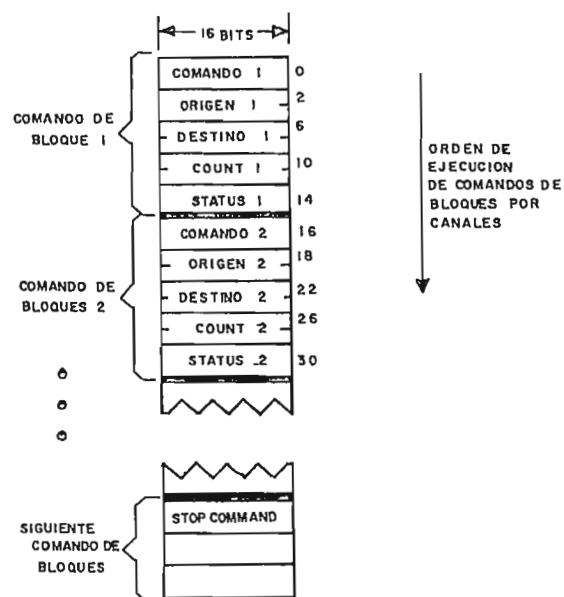 16 BITS
COMANDO DE
BLOQUE 1
COMANDO 1
0
ORIGEN 1
2
DESTINO 1
6
COUNT 1
10
STATUS 1
14
COMANDO DE
BLOQUES 2
COMANDO 2
16
ORIGEN 2
18
DESTINO 2
22
COUNT 2
26
STATUS 2
30
ORDEN DE
EJECUCION
DE COMANDOS DE
BLOQUES POR
CANALES
SIGUIENTE
COMANDO DE
BLOQUES
STOP COMMAND